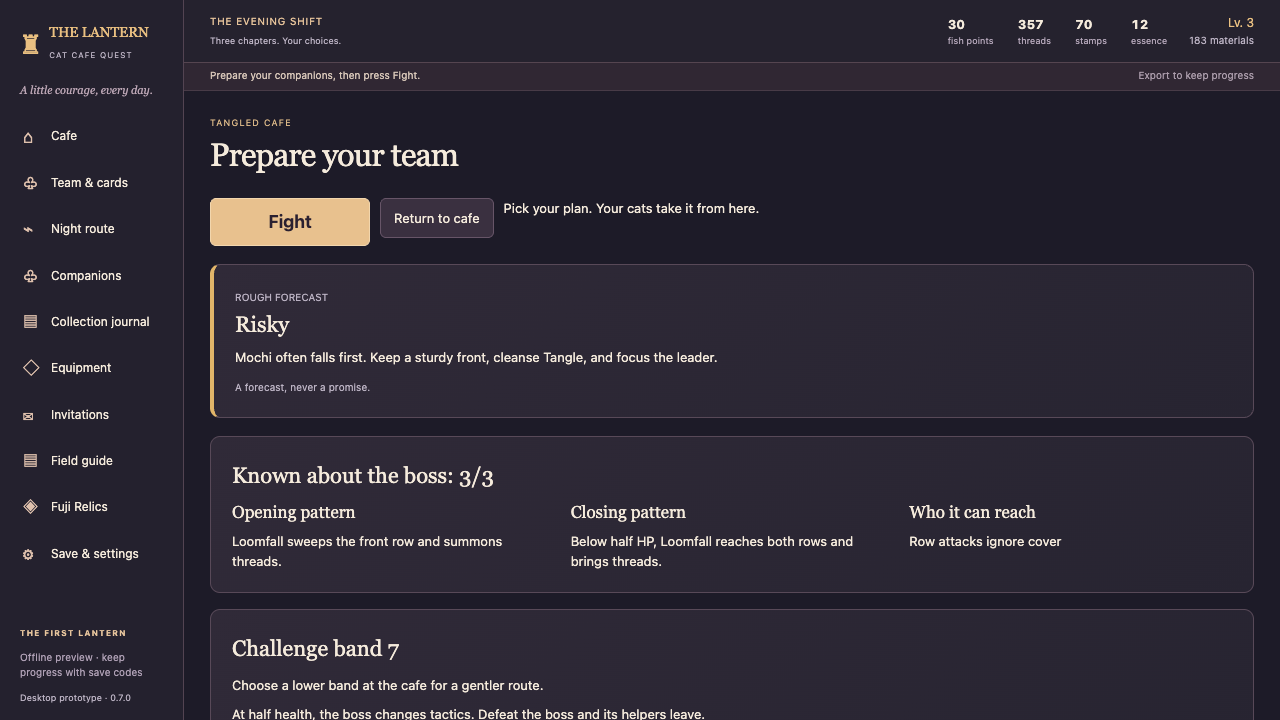 THE LANTERN
CAT CAFE QUEST
A little courage, every day.
Cafe
Team & cards
Night route
Companions
Collection journal
Equipment
Invitations
Field guide
Fuji Relics
Save & settings
THE FIRST LANTERN
Offline preview · keep
progress with save codes
Desktop prototype · 0.7.0
THE EVENING SHIFT
Three chapters. Your choices.
30
fish points
357
threads
70
stamps
12
essence
Lv. 3
183 materials
Prepare your companions, then press Fight.
Export to keep progress
TANGLED CAFE
Prepare your team
Fight
Return to cafe
Pick your plan. Your cats take it from here.
ROUGH FORECAST
Risky
Mochi often falls first. Keep a sturdy front, cleanse Tangle, and focus the leader.
A forecast, never a promise.
Known about the boss: 3/3
Opening pattern
Loomfall sweeps the front row and summons
threads.
Closing pattern
Below half HP, Loomfall reaches both rows and
brings threads.
Who it can reach
Row attacks ignore cover
Challenge band 7
Choose a lower band at the cafe for a gentler route.
At half health, the boss changes tactics. Defeat the boss and its helpers leave.